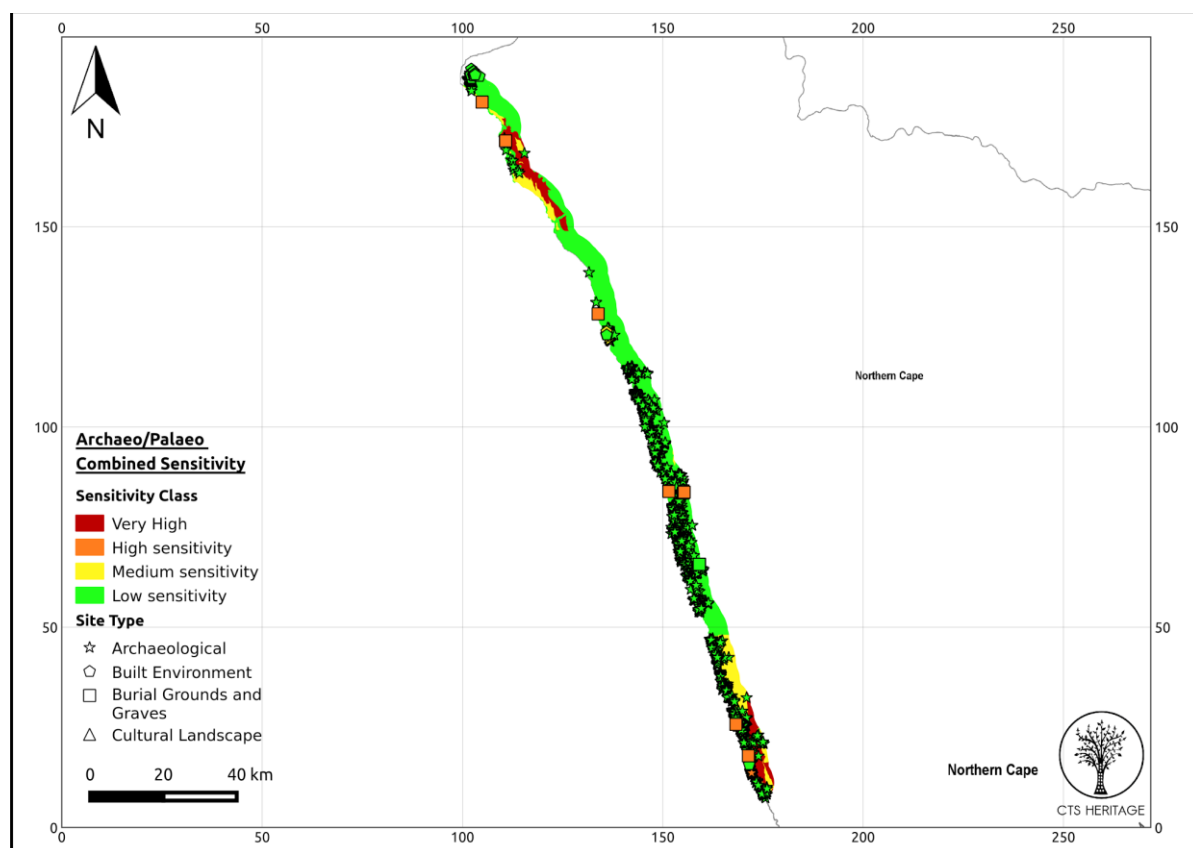 0 50 100 150 200 250
N
150 150
100 100
50 50
0 0
Northern Cape
Archaeo/Palaeo
Combined Sensitivity
Sensitivity Class
Very High
High sensitivity
Medium sensitivity
Low sensitivity
Site Type
Archaeological
Built Environment
Burial Grounds and
Graves
Cultural Landscape
0 20 40 km
Northern Cape
CTS HERITAGE
0 50 100 150 200 250